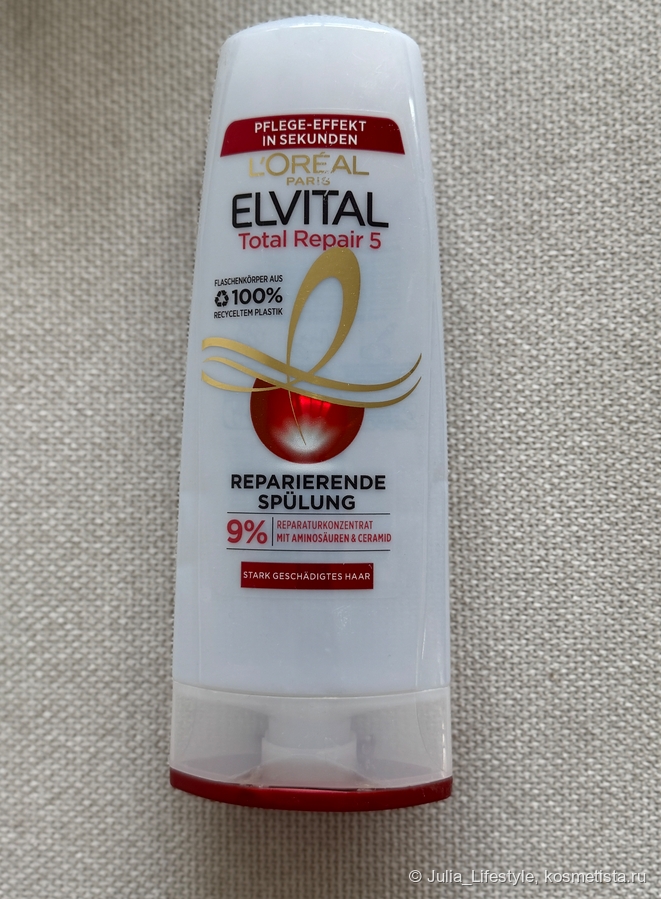 PFLEGE-EFFEKT
IN SEKUNDEN
L'ORÉAL
PARIS
ELVITAL
Total Repair 5
FLASCHENKÖRPER AUS
100%
RECYCELTEM PLASTIK
REPARIERENDE
SPÜLUNG
9%
REPARATURKONZENTRAT
MIT AMINOSÄUREN & CERAMID
STARK GESCHÄDIGTES HAAR
© Julia_Lifestyle, kosmetista.ru